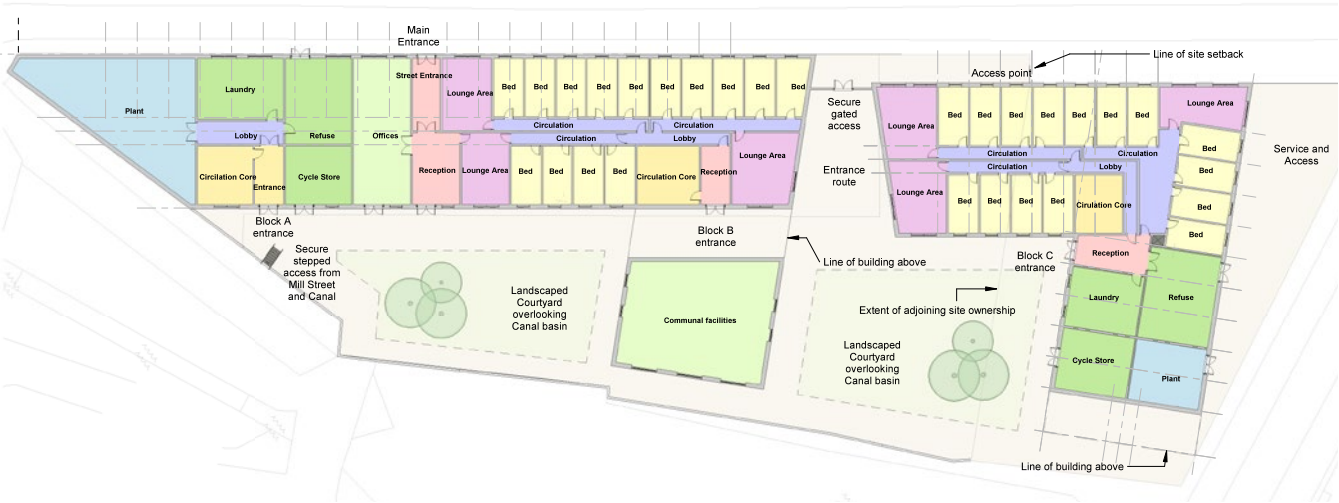 Main
Entrance
Line of site setback
Access point
Street Entrance
Lounge Area
Bed
Bed
Bed
Bed
Bed
Bed
Bed
Bed
Bed
Bed
Laundry
Plant
Lobby
Refuse
Offices
Circulation
Circulation
Circulation
Lobby
CirCilation Core
Entrance
Cycle Store
Reception
Lounge Area
Bed
Bed
Bed
Bed
Circulation Core
Reception
Lounge Area
Secure
gated
access
Entrance
route
Lounge Area
Bed
Bed
Bed
Bed
Bed
Bed
Bed
Lounge Area
Circulation
Circulation
Circulation
Lobby
Lounge Area
Bed
Bed
Bed
Bed
Cirulation Core
Bed
Bed
Bed
Bed
Service and
Access
Block A
entrance
Secure
stepped
access from
Mill Street
and Canal
Block B
entrance
Line of building above
Block C
entrance
Reception
Landscaped
Courtyard
overlooking
Canal basin
Communal facilities
Extent of adjoining site ownership
Landscaped
Courtyard
overlooking
Canal basin
Laundry
Refuse
Cycle Store
Plant
Line of building above